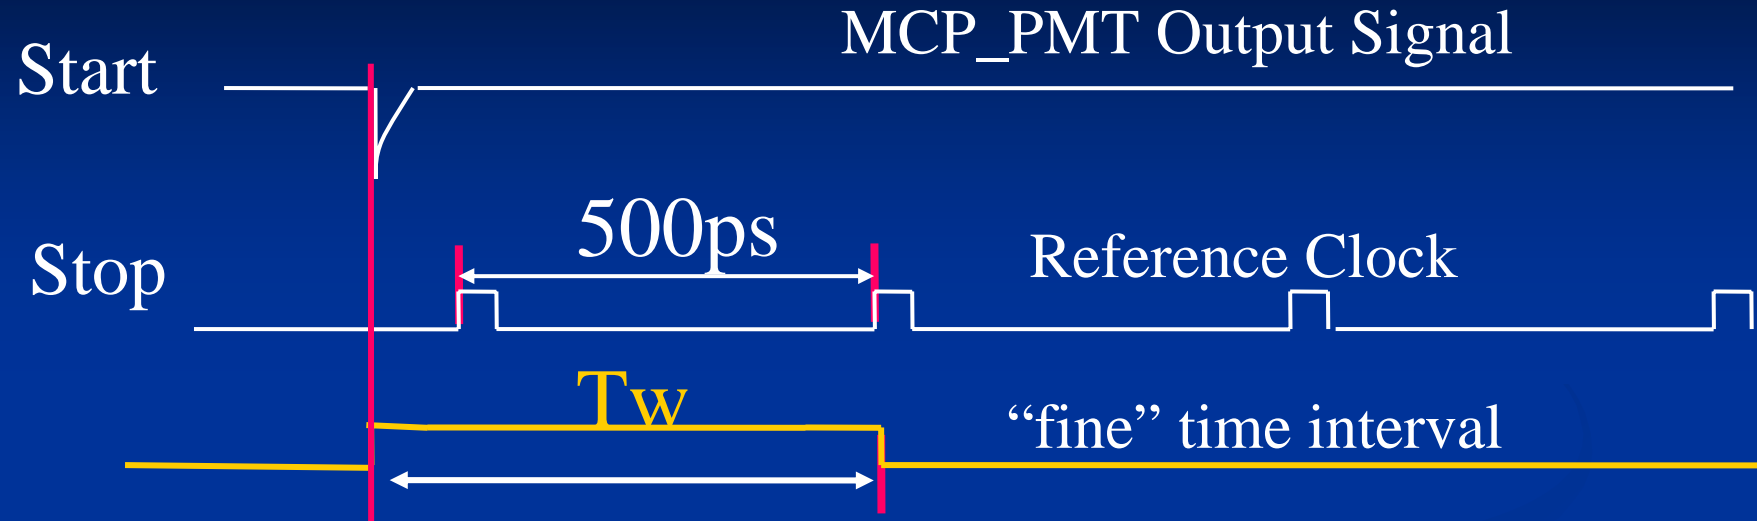 MCP_PMT Output Signal
Start
500ps
Stop
Reference Clock
Tw
“fine” time interval